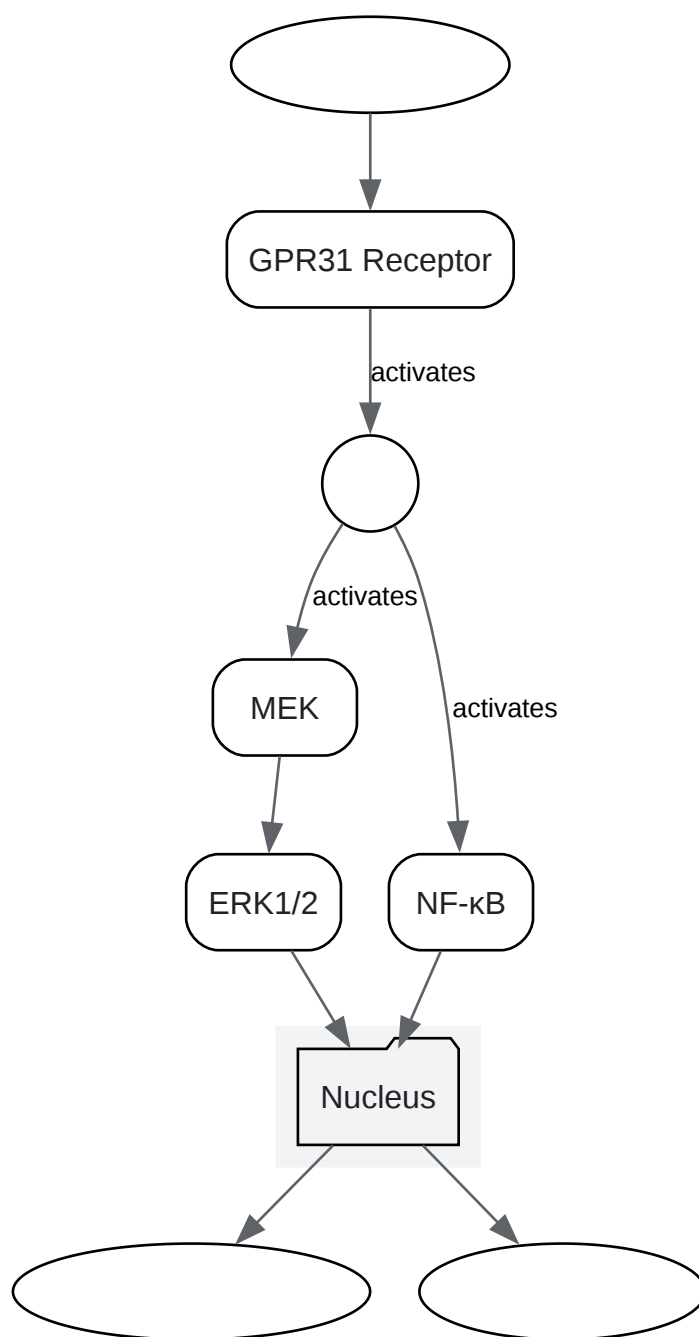 GPR31 Receptor
activates
activates
MEK
activates
ERK1/2
NF-κB
Nucleus